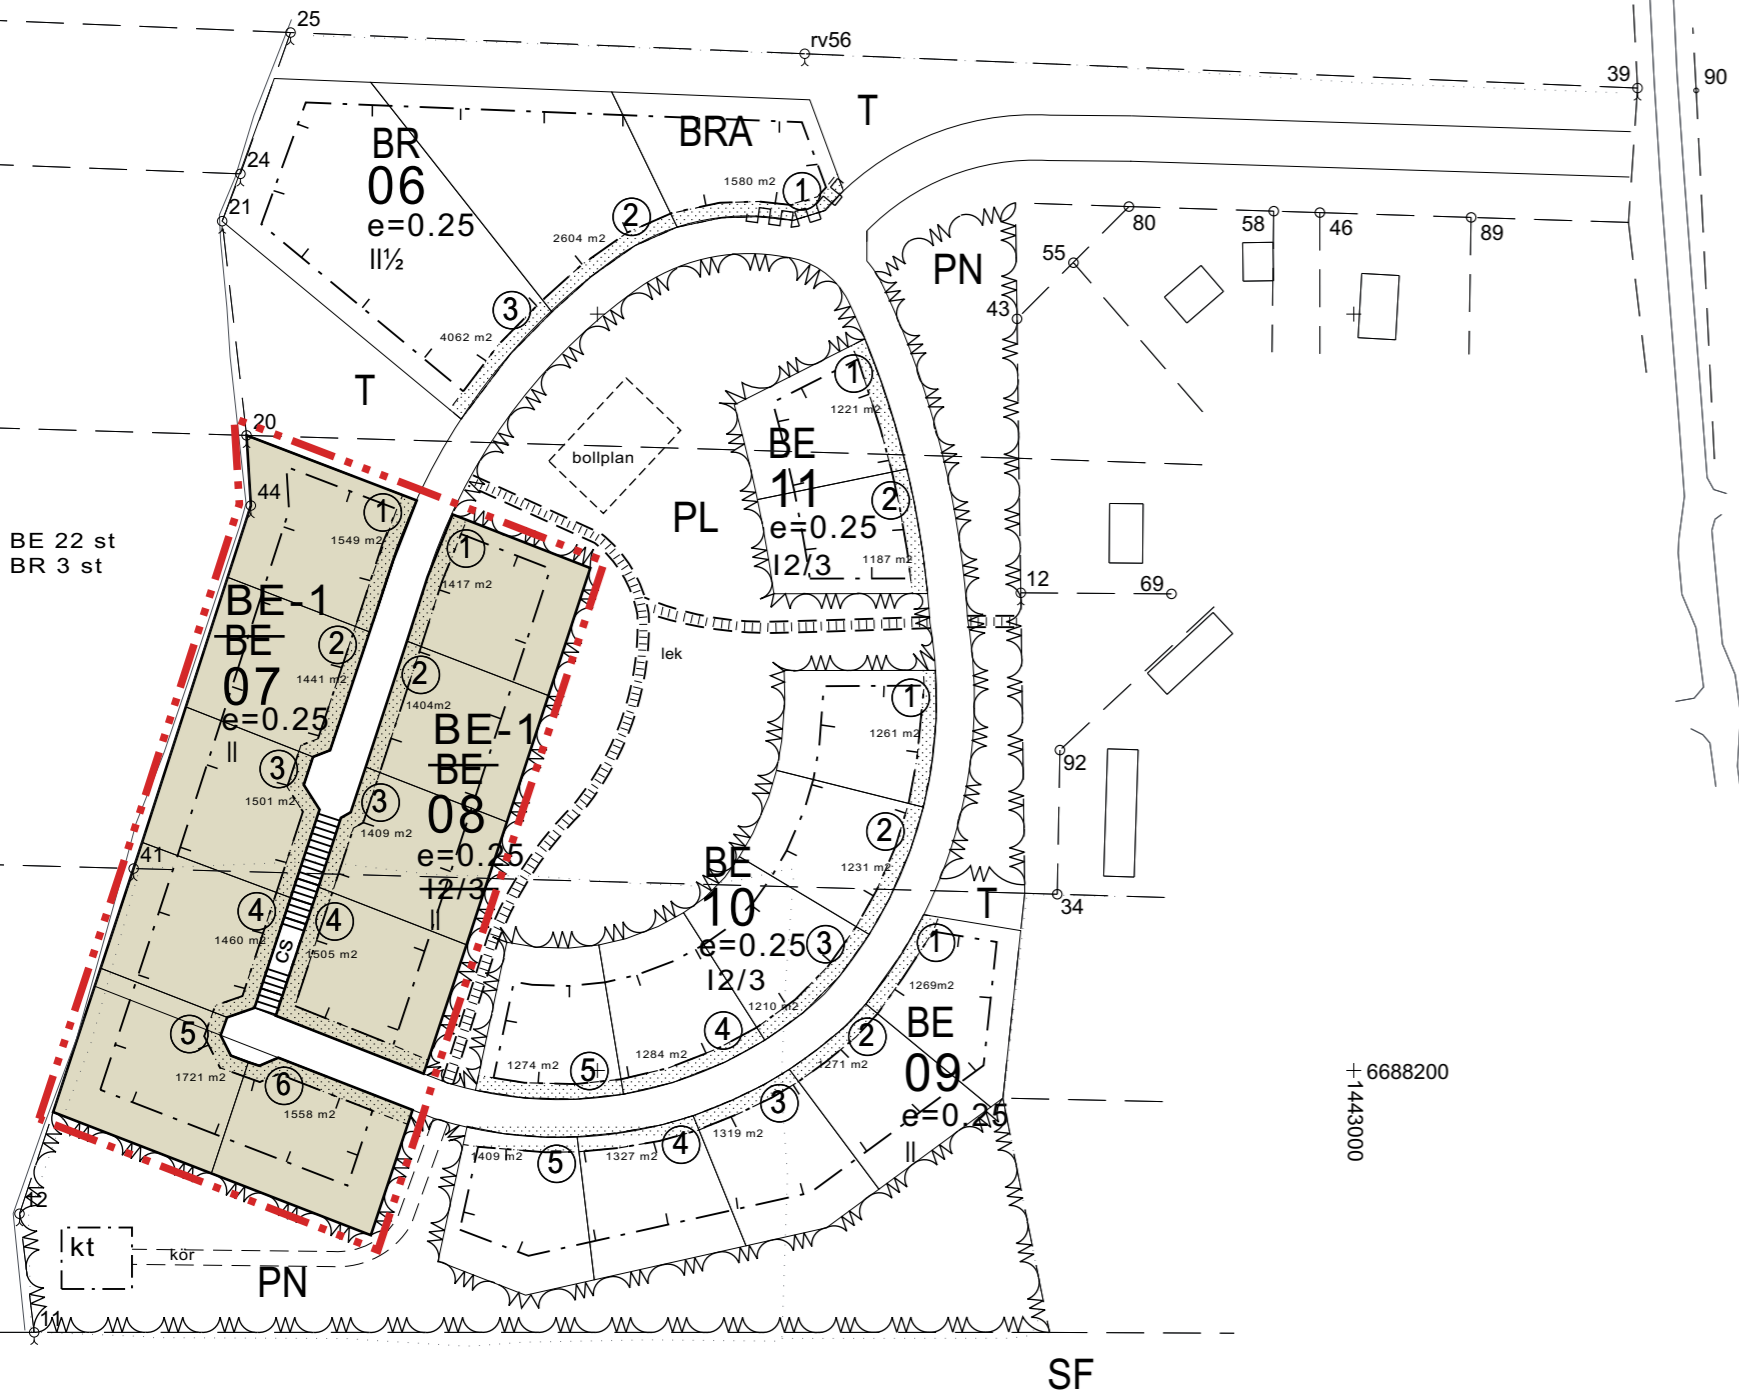 25
rv56
39
90
T
BRA
BR
06
e=0.25
II½
24
21
1580 m2
1
2
2604 m2
3
4062 m2
T
PN
80
58
46
89
55
43
20
44
bollplan
PL
1
1221 m2
BE
11
e=0.25
I2/3
2
1187 m2
BE 22 st
BR 3 st
1
1549 m2
1
1417 m2
BE-1
BE
07
e=0.25
II
2
1441 m2
2
1404m2
3
1501 m2
3
1409 m2
BE-1
BE
08
e=0.25
I2/3
II
4
1460 m2
4
1505 m2
cs
5
1721 m2
6
1558 m2
41
lek
12
69
92
34
1
1261 m2
2
1231 m2
BE
10
e=0.25
I2/3
3
1210 m2
4
1284 m2
5
1274 m2
T
1
1269m2
BE
09
e=0.25
II
2
1271 m2
3
1319 m2
4
1327 m2
5
1409 m2
6688200
1443000
12
kt
kör
PN
11
SF